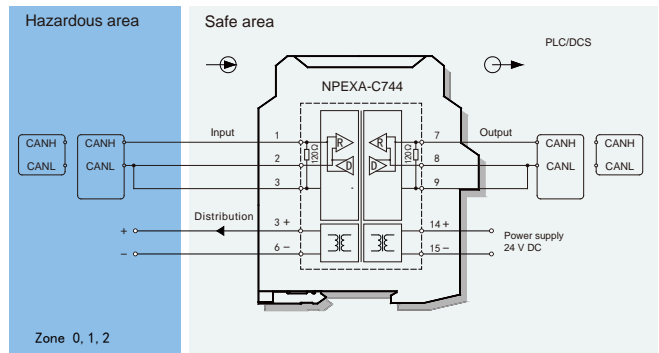 Hazardous area
Safe area
PLC/DCS
NPEXA-C744
CANH
CANL
CANH
CANL
Input
1
2
3
120Ω
R
D
R
D
120Ω
7
8
9
Output
CANH
CANL
CANH
CANL
Distribution
+
−
3 +
6 −
14 +
15 −
Power supply
24 V DC
Zone 0, 1, 2